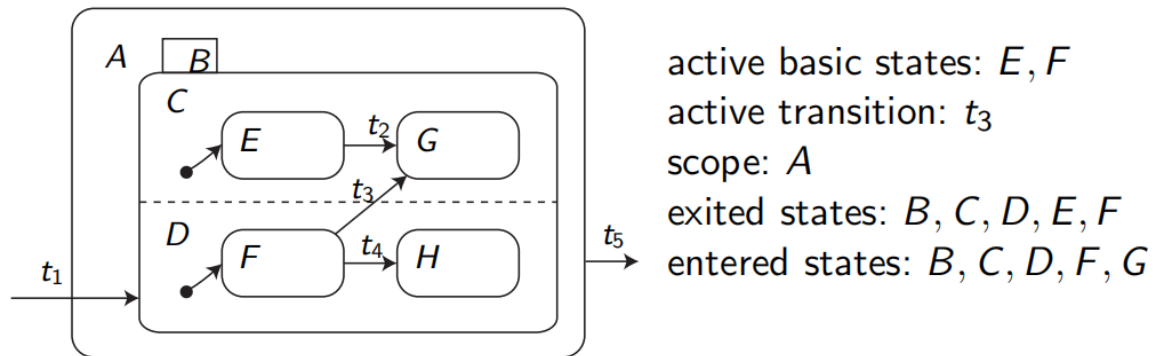 A
B
C
E
t2
G
t3
D
F
t4
H
t1
t5
active basic states: E, F
active transition: t3
scope: A
exited states: B, C, D, E, F
entered states: B, C, D, F, G